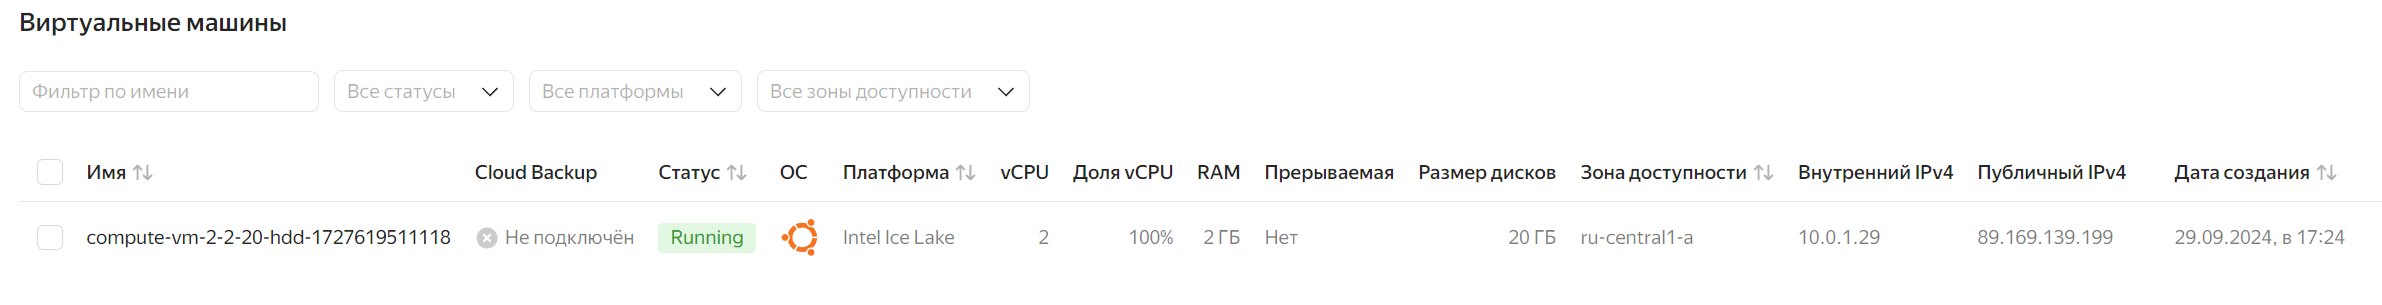 Виртуальные машины
Фильтр по имени Все статусы Все платформы Все зоны доступности
Имя Cloud Backup Статус ОС Платформа vCPU Доля vCPU RAM Прерываемая Размер дисков Зона доступности Внутренний IPv4 Публичный IPv4 Дата создания
compute-vm-2-2-20-hdd-1727619511118 Не подключён Running Intel Ice Lake 2 100% 2 ГБ Нет 20 ГБ ru-central1-a 10.0.1.29 89.169.139.199 29.09.2024, в 17:24